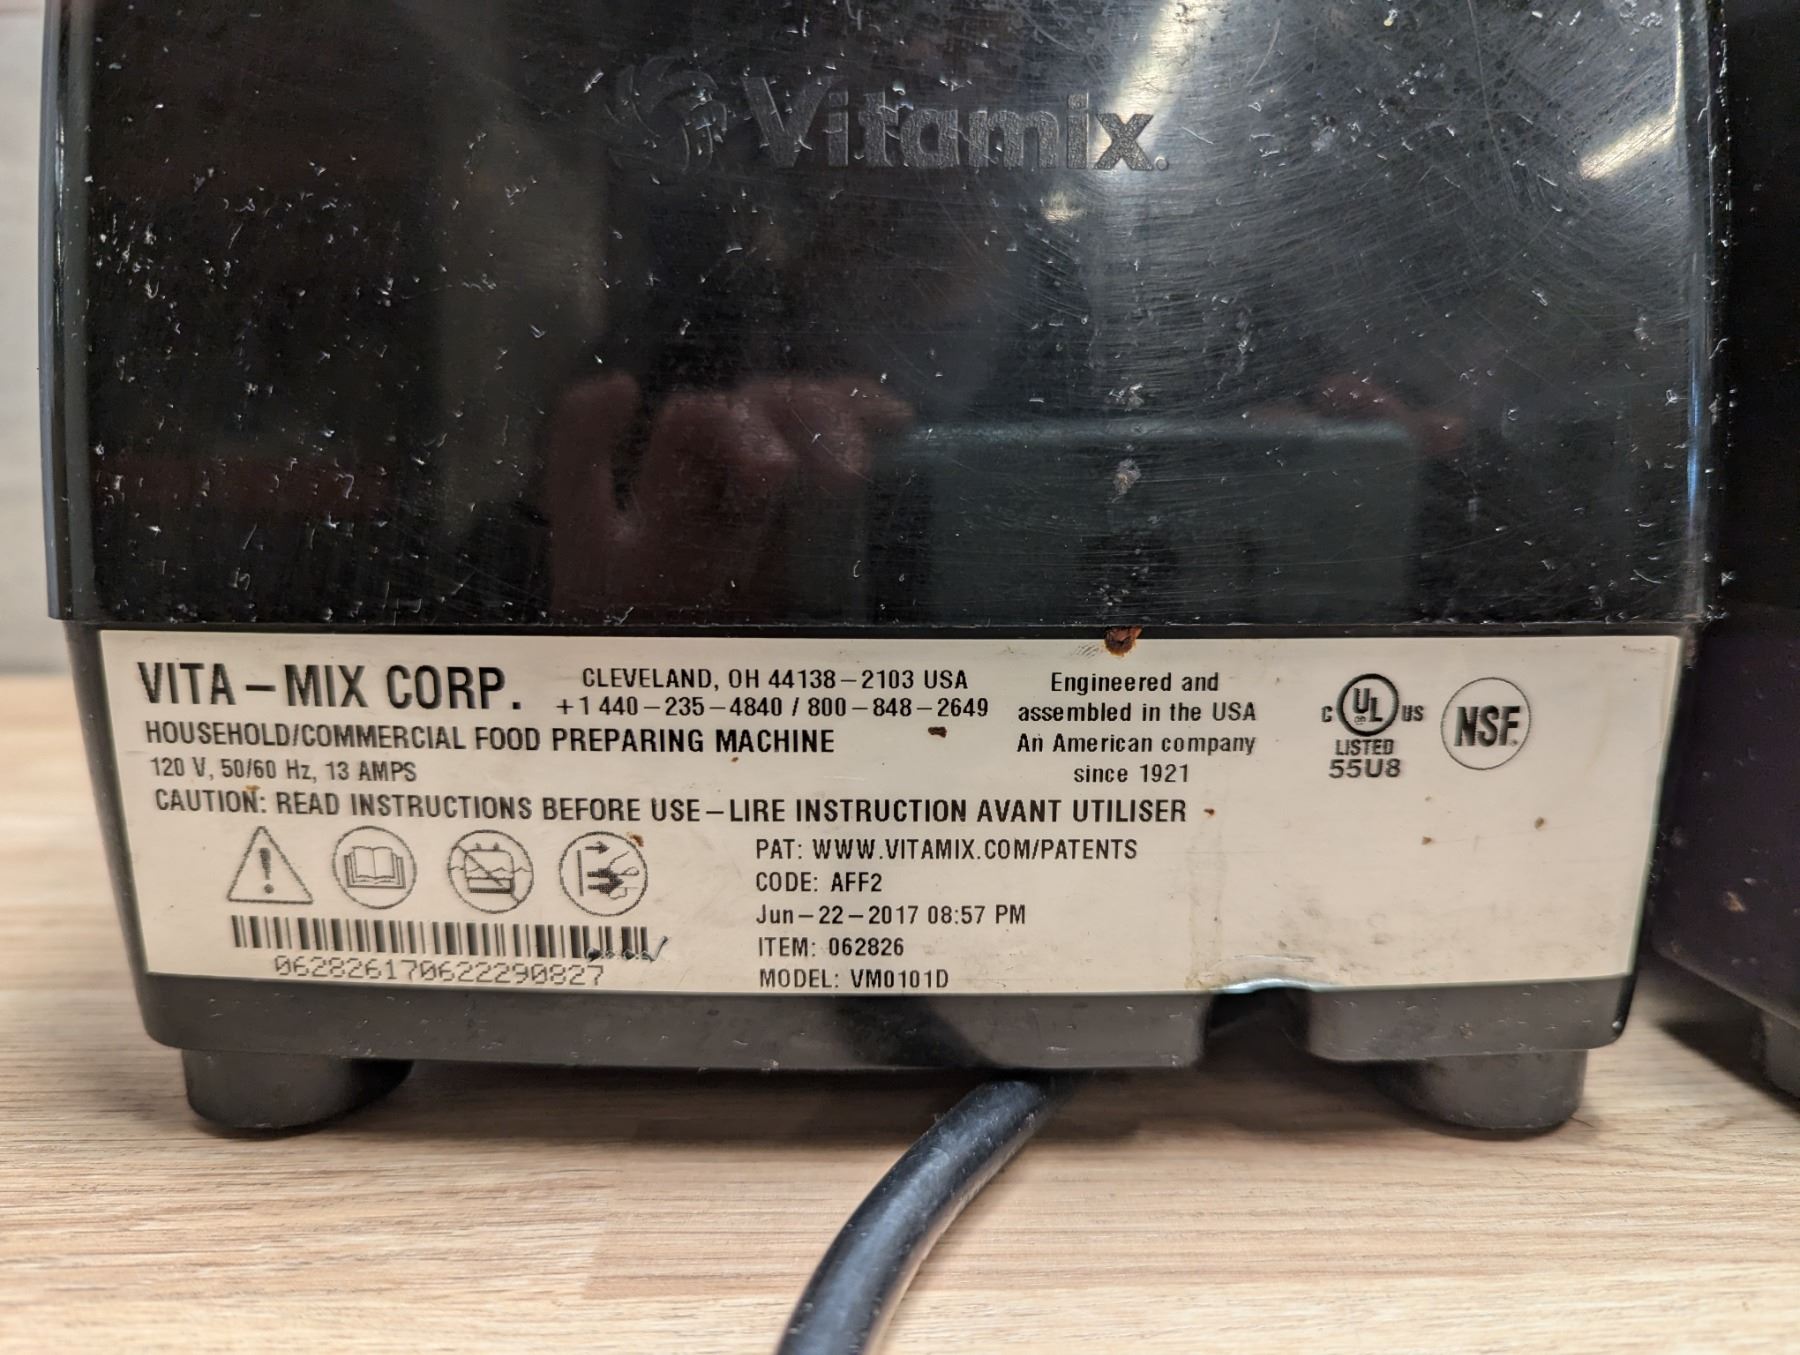 Vitamix.
VITA-MIX CORP.
CLEVELAND, OH 44138-2103 USA
+1 440-235-4840 / 800-848-2649
HOUSEHOLD/COMMERCIAL FOOD PREPARING MACHINE
120 V, 50/60 Hz, 13 AMPS
CAUTION: READ INSTRUCTIONS BEFORE USE-LIRE INSTRUCTION AVANT UTILISER
Engineered and
assembled in the USA
An American company
since 1921
C UL US
LISTED
55U8
NSF.
PAT: WWW.VITAMIX.COM/PATENTS
CODE: AFF2
Jun-22-2017 08:57 PM
ITEM: 062826
MODEL: VM0101D
062826170622290827